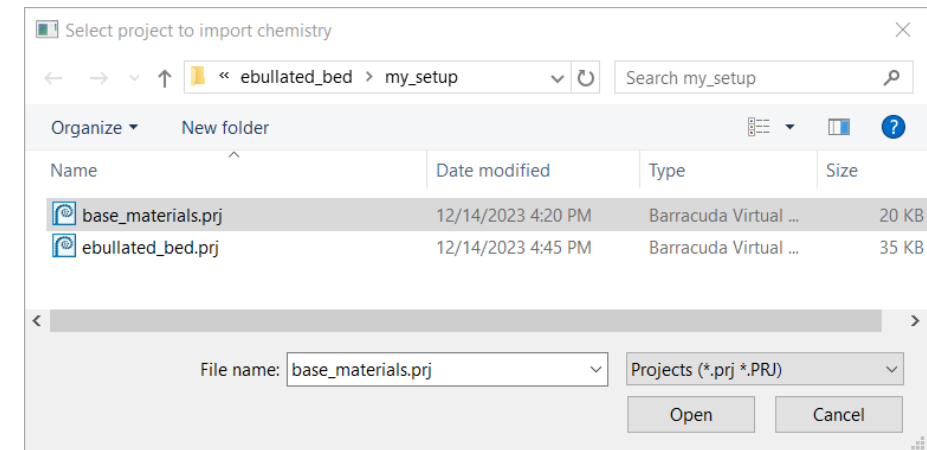 Select project to import chemistry
« ebullated_bed > my_setup
Search my_setup
Organize
New folder
?
Name Date modified Type Size
base_materials.prj 12/14/2023 4:20 PM Barracuda Virtual ... 20 KB
ebullated_bed.prj 12/14/2023 4:45 PM Barracuda Virtual ... 35 KB
File name: base_materials.prj Projects (*.prj *.PRJ)
Open Cancel